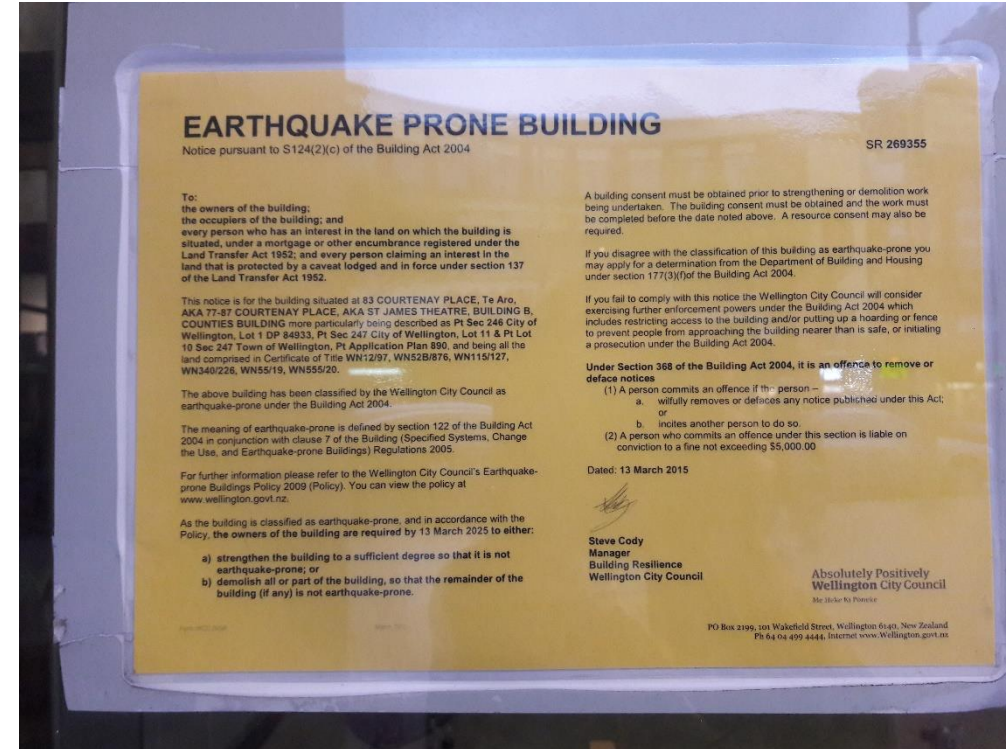 EARTHQUAKE PRONE BUILDING
Notice pursuant to S124(2)(c) of the Building Act 2004
SR 269355
To:
the owners of the building;
the occupiers of the building; and
every person who has an interest in the land on which the building is
situated, under a mortgage or other encumbrance registered under the
Land Transfer Act 1952; and every person claiming an interest in the
land that is protected by a caveat lodged and in force under section 137
of the Land Transfer Act 1952.
This notice is for the building situated at 83 COURTENAY PLACE, Te Aro,
AKA 77-87 COURTENAY PLACE, AKA ST JAMES THEATRE, BUILDING B,
COUNTIES BUILDING more particularly being described as Pt Sec 246 City of
Wellington, Lot 1 DP 84933, Pt Sec 247 City of Wellington, Lot 11 & Pt Lot
10 Sec 247 Town of Wellington, Pt Application Plan 890, and being all the
land comprised in Certificate of Title WN12/97, WN52B/876, WN115/127,
WN340/226, WN55/19, WN555/20.
The above building has been classified by the Wellington City Council as
earthquake-prone under the Building Act 2004.
The meaning of earthquake-prone is defined by section 122 of the Building Act
2004 in conjunction with clause 7 of the Building (Specified Systems, Change
the Use, and Earthquake-prone Buildings) Regulations 2005.
For further information please refer to the Wellington City Council's Earthquake-
prone Buildings Policy 2009 (Policy). You can view the policy at
www.wellington.govt.nz.
As the building is classified as earthquake-prone, and in accordance with the
Policy, the owners of the building are required by 13 March 2025 to either:
a) strengthen the building to a sufficient degree so that it is not
earthquake-prone; or
b) demolish all or part of the building, so that the remainder of the
building (if any) is not earthquake-prone.
A building consent must be obtained prior to strengthening or demolition work
being undertaken. The building consent must be obtained and the work must
be completed before the date noted above. A resource consent may also be
required.
If you disagree with the classification of this building as earthquake-prone you
may apply for a determination from the Department of Building and Housing
under section 177(3)(f)of the Building Act 2004.
If you fail to comply with this notice the Wellington City Council will consider
exercising further enforcement powers under the Building Act 2004 which
includes restricting access to the building and/or putting up a hoarding or fence
to prevent people from approaching the building nearer than is safe, or initiating
a prosecution under the Building Act 2004.
Under Section 368 of the Building Act 2004, it is an offence to remove or
deface notices
(1) A person commits an offence if the person –
a. wilfully removes or defaces any notice published under this Act;
or
b. incites another person to do so.
(2) A person who commits an offence under this section is liable on
conviction to a fine not exceeding $5,000.00
Dated: 13 March 2015
Steve Cody
Manager
Building Resilience
Wellington City Council
Absolutely Positively
Wellington City Council
Me Heke Ki Pōneke
PO Box 2199, 101 Wakefield Street, Wellington 6140, New Zealand
Ph 64 04 499 4444, Internet www.Wellington.govt.nz